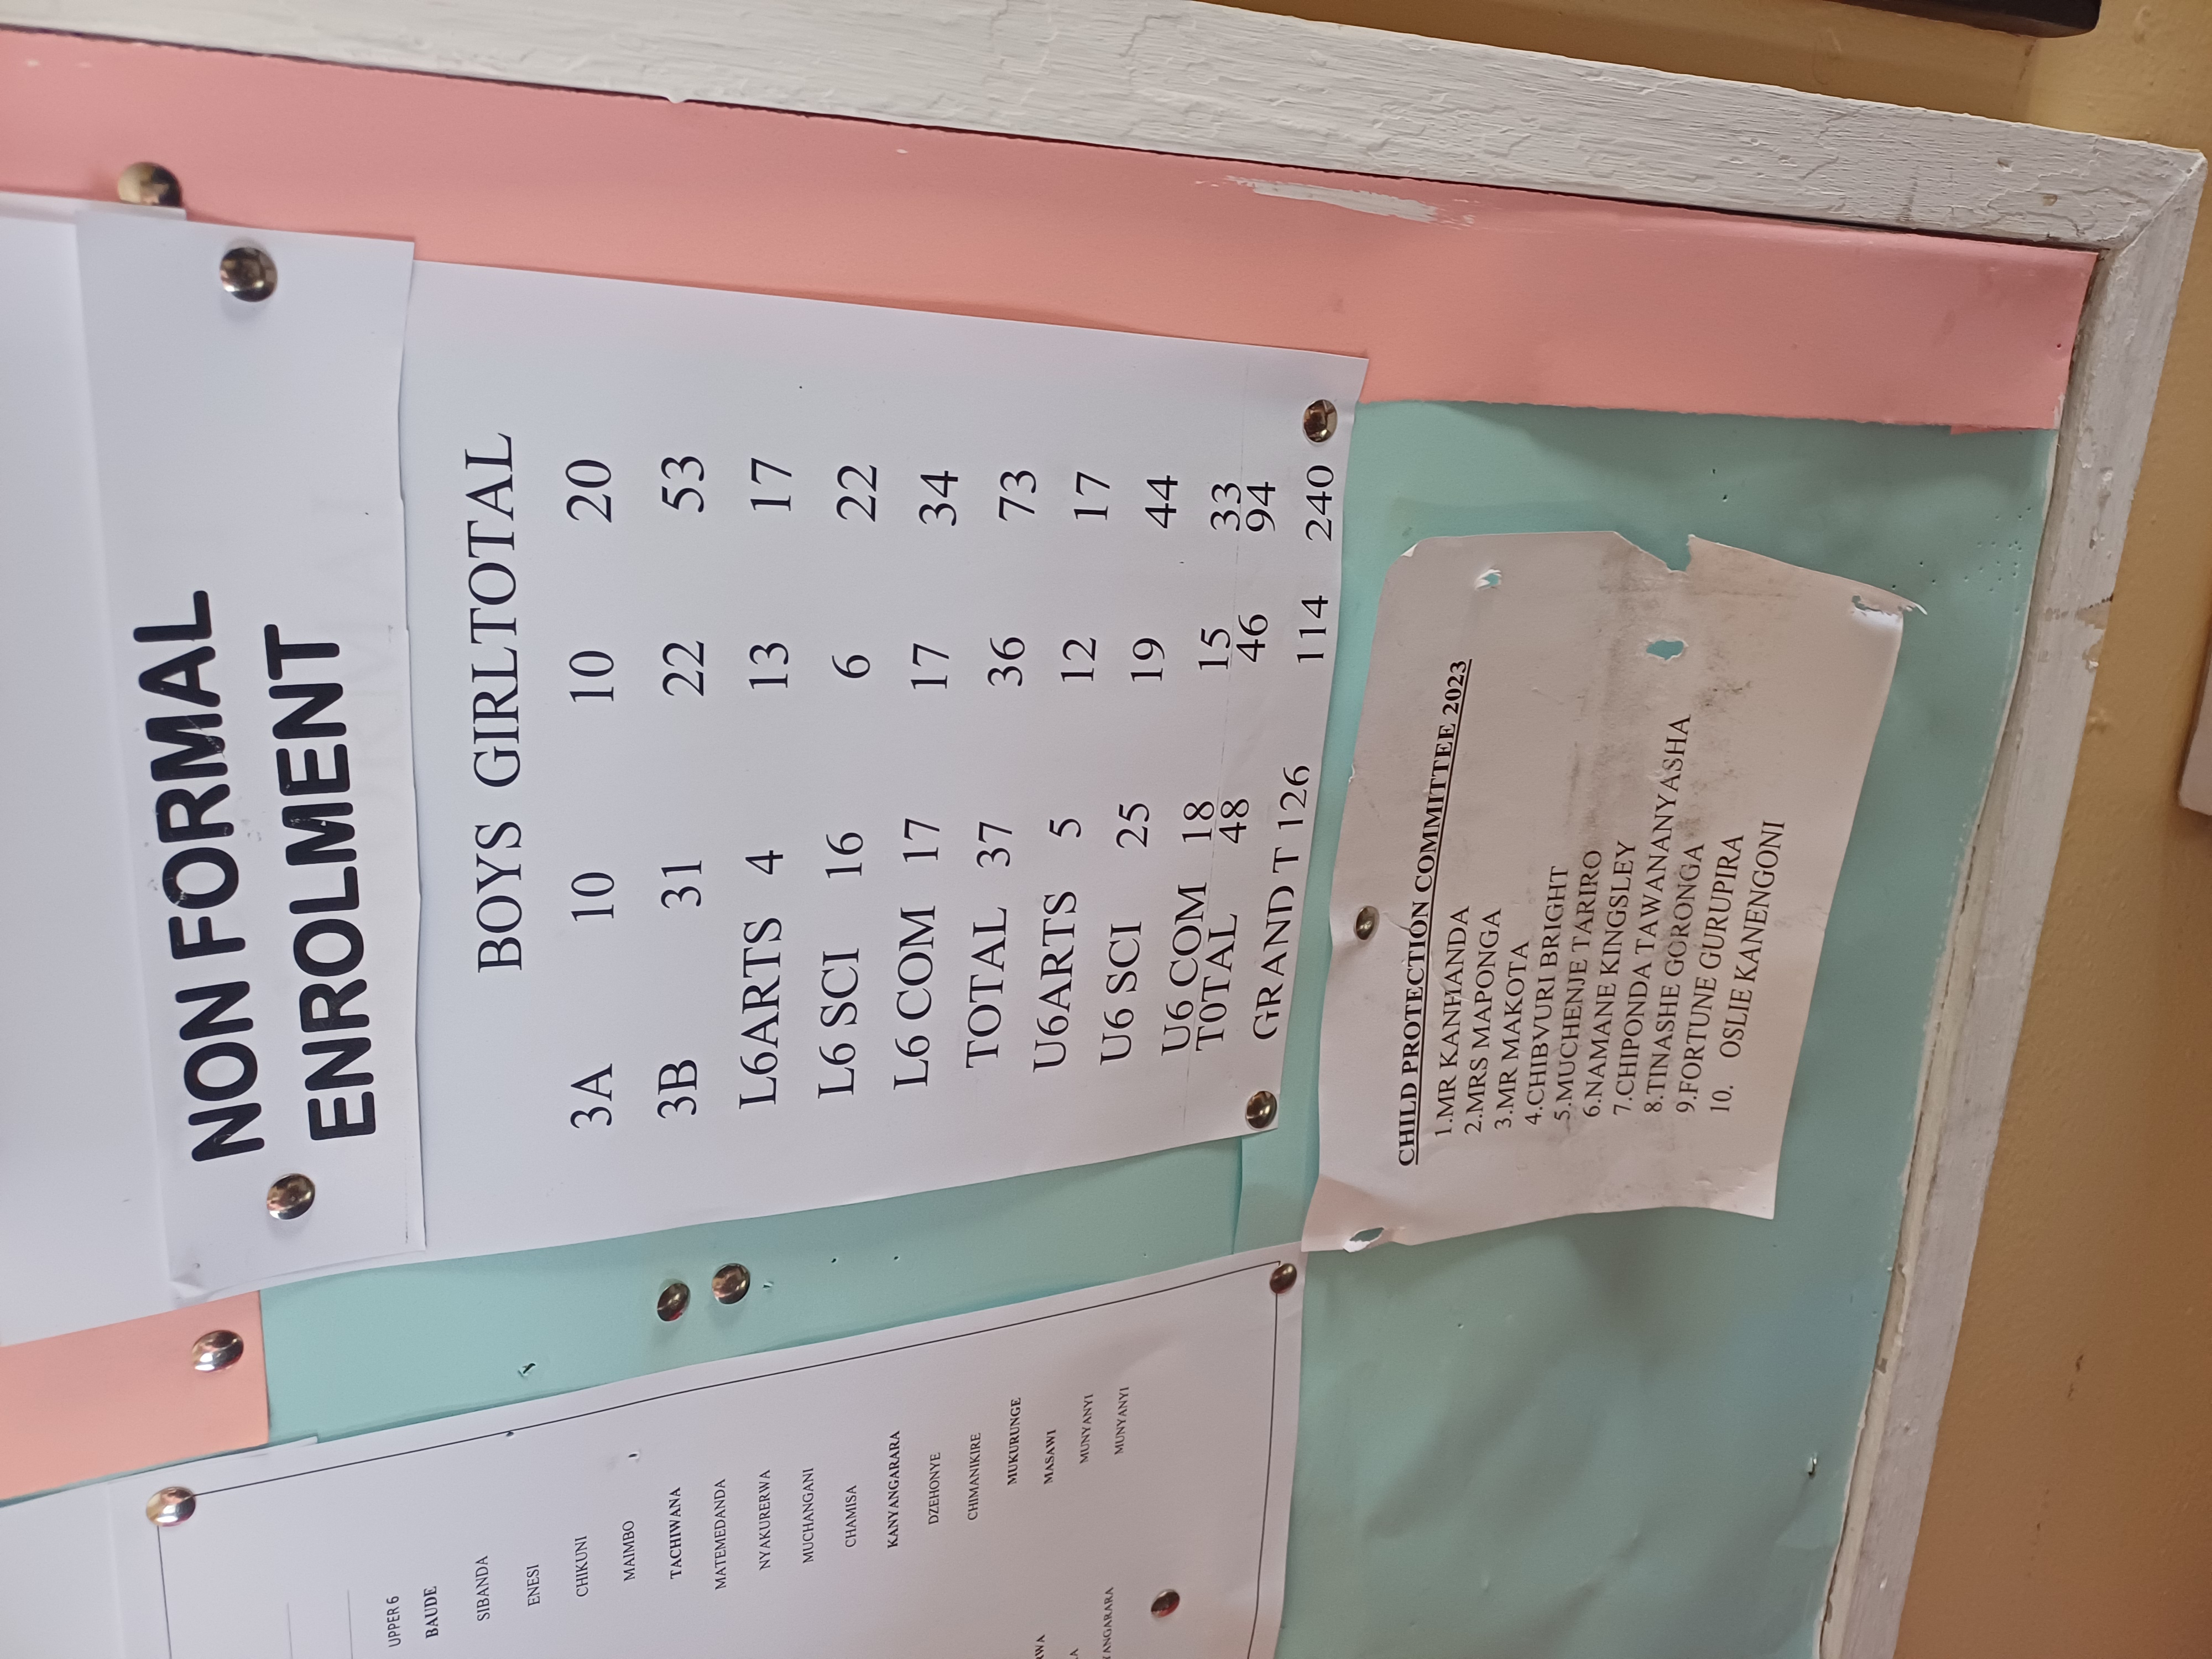 UPPER 6
BAUDE
SIBANDA
ENESI
CHIKUNI
MAIMBO
TACHIWANA
MATEMEDANDA
NYAKURERWA
MUCHANGANI
CHAMISA
KANYANGARARA
DZEHONYE
CHIMANIKIRE
MUKURUNGE
MASAWI
MUNYANYI
MUNYANYI
NON FORMAL
ENROLMENT
BOYS GIRLTOTAL
3A 10 10 20
3B 31 22 53
L6ARTS 4 13 17
L6 SCI 16 6 22
L6 COM 17 17 34
TOTAL 37 36 73
U6ARTS 5 12 17
U6 SCI 25 19 44
U6 COM 18 15 33
T0TAL 48 46 94
GRAND T 126 114 240
CHILD PROTECTION COMMITTEE 2023
1.MR KANHANDA
2.MRS MAPONGA
3.MR MAKOTA
4.CHIBVURI BRIGHT
5.MUCHENJE TARIRO
6.NAMANE KINGSLEY
7.CHIPONDA TAWANANYASHA
8.TINASHE GORONGA
9.FORTUNE GURUPIRA
10. OSLIE KANENGONI